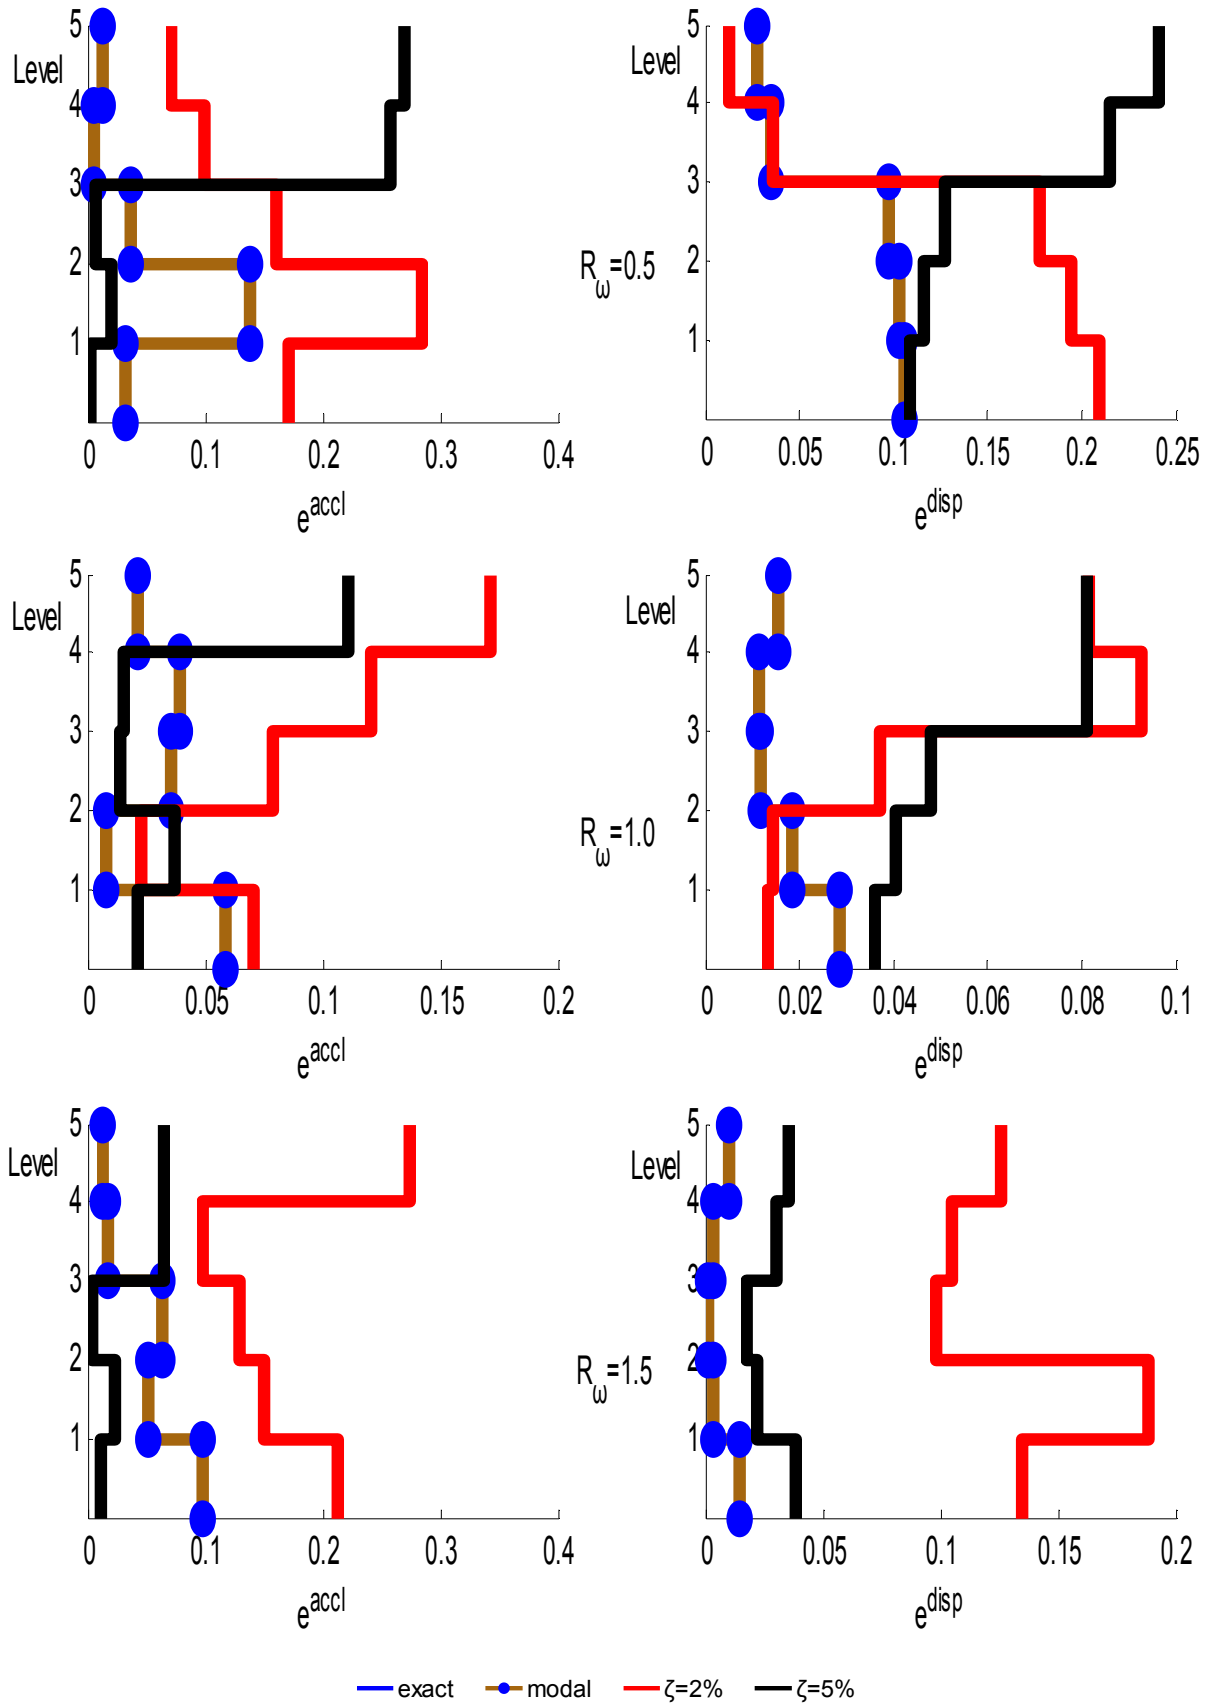 5
Level
4
3
2
1
0 0.1 0.2 0.3 0.4
e^accl
R_ω=0.5
5
Level
4
3
2
1
0 0.05 0.1 0.15 0.2 0.25
e^disp
5
Level
4
3
2
1
0 0.05 0.1 0.15 0.2
e^accl
R_ω=1.0
5
Level
4
3
2
1
0 0.02 0.04 0.06 0.08 0.1
e^disp
5
Level
4
3
2
1
0 0.1 0.2 0.3 0.4
e^accl
R_ω=1.5
5
Level
4
3
2
1
0 0.05 0.1 0.15 0.2
e^disp
exact modal ζ=2% ζ=5%